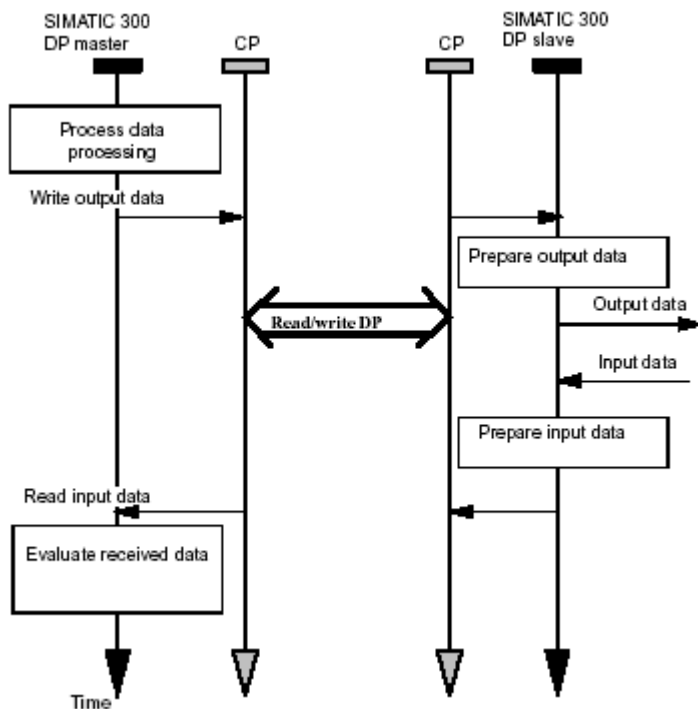 SIMATIC 300
DP master
CP
CP
SIMATIC 300
DP slave
Process data
processing
Write output data
Prepare output data
Output data
Read/write DP
Input data
Prepare input data
Read input data
Evaluate received data
Time